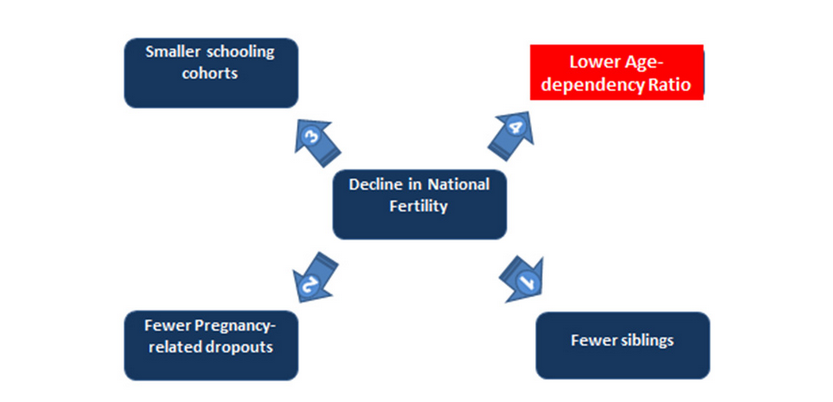 Smaller schooling
cohorts
Lower Age-
dependency Ratio
3
4
Decline in National
Fertility
2
1
Fewer Pregnancy-
related dropouts
Fewer siblings